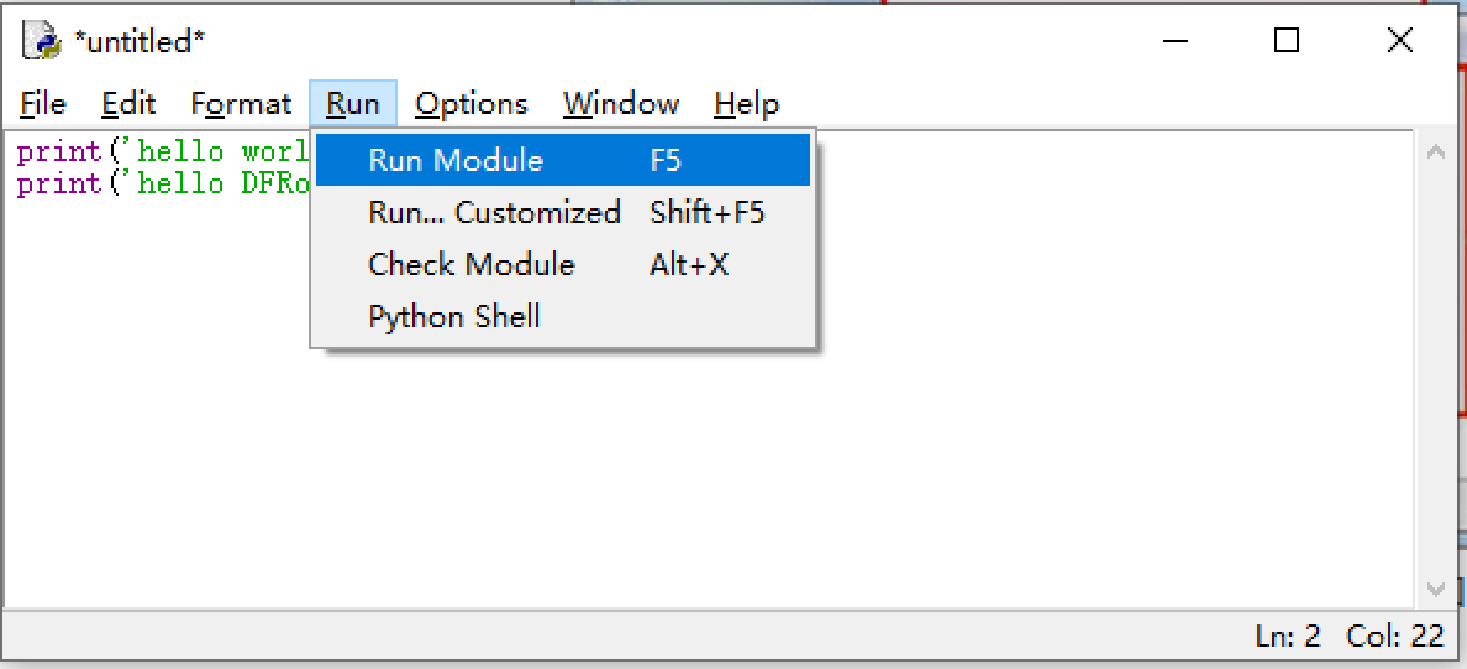 *untitled*
File Edit Format Run Options Window Help
print('hello worl
print('hello DFRo
Run Module F5
Run... Customized Shift+F5
Check Module Alt+X
Python Shell
Ln: 2 Col: 22